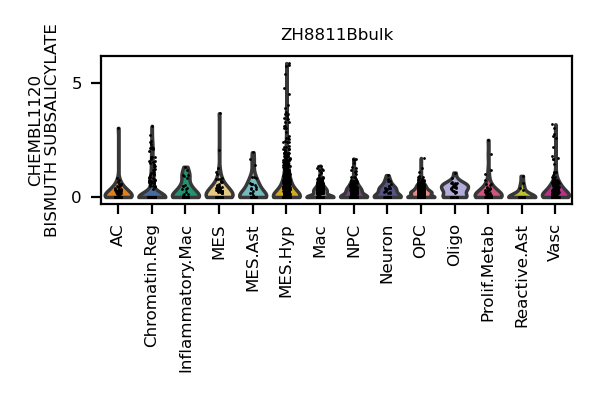 ZH8811Bbulk
CHEMBL1120
BISMUTH SUBSALICYLATE
5
0
AC
Chromatin.Reg
Inflammatory.Mac
MES
MES.Ast
MES.Hyp
Mac
NPC
Neuron
OPC
Oligo
Prolif.Metab
Reactive.Ast
Vasc